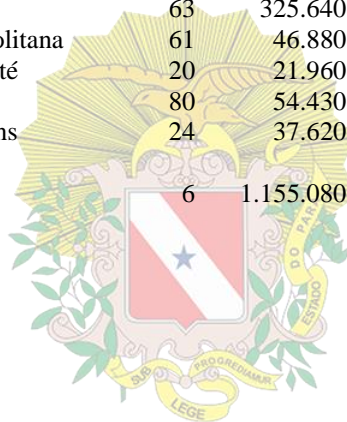 63 325.640
olitana 61 46.880
té 20 21.960
80 54.430
ns 24 37.620
6 1.155.080
SUB LEGE PROGREDIAMUR
ESTADO DO PARÁ